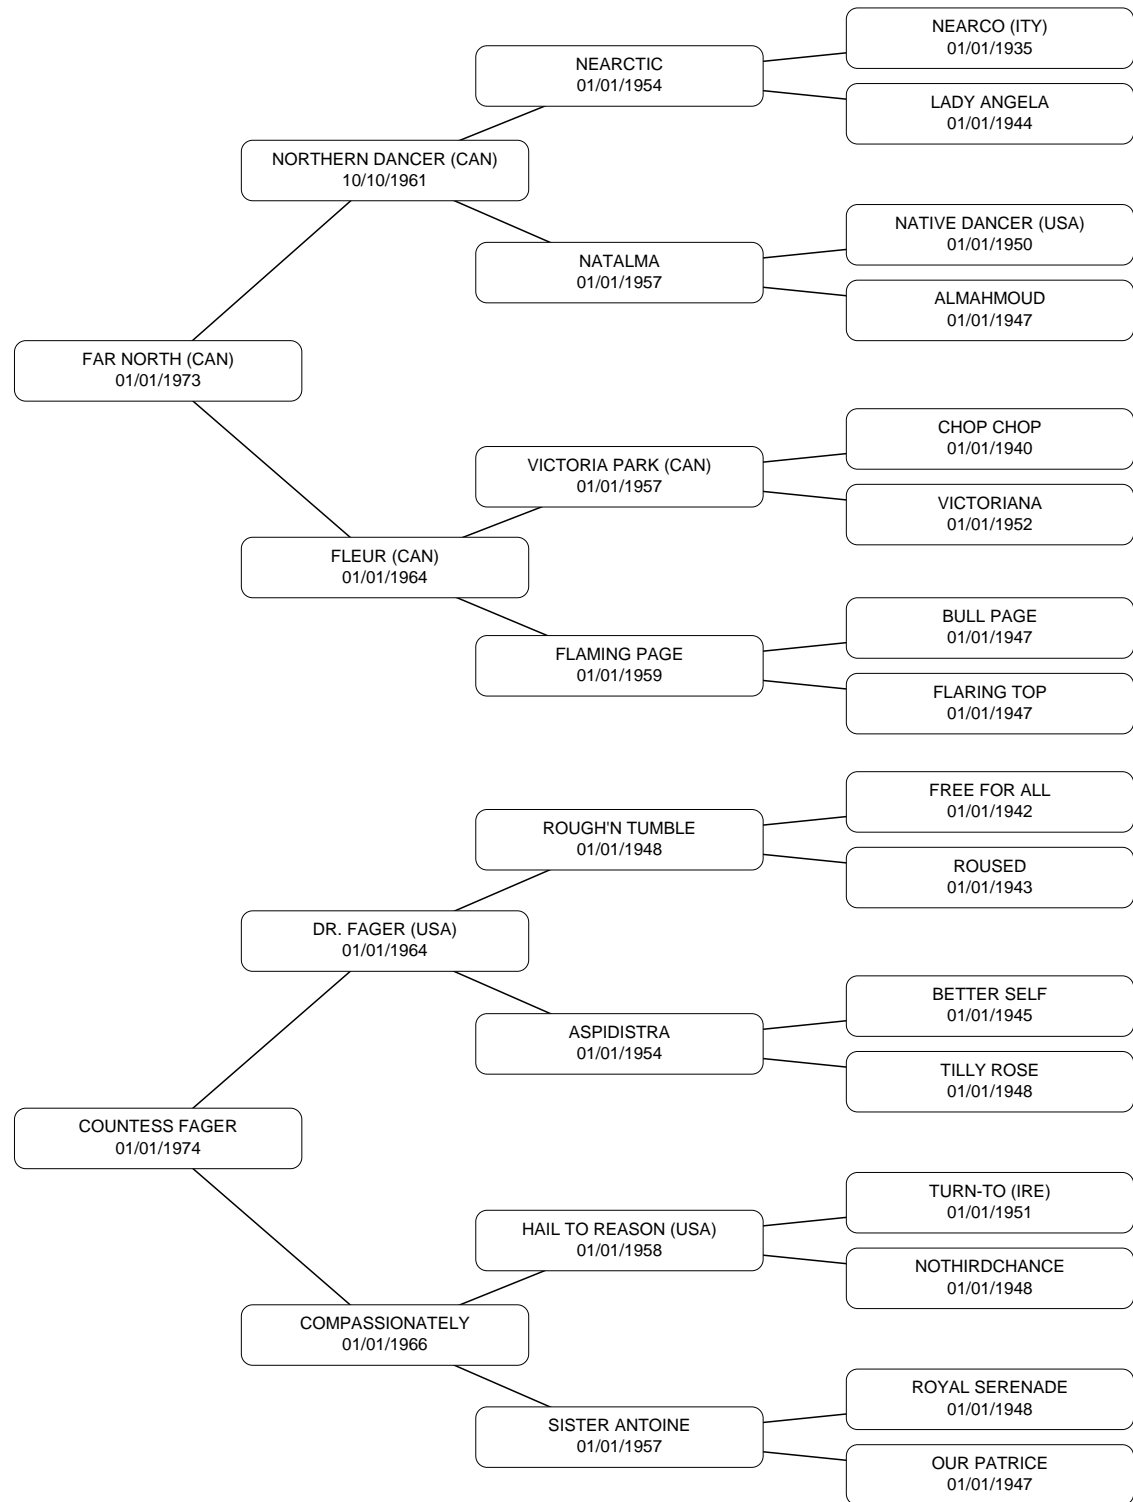 NEARCO (ITY)
01/01/1935
NEARCTIC
01/01/1954
LADY ANGELA
01/01/1944
NORTHERN DANCER (CAN)
10/10/1961
NATIVE DANCER (USA)
01/01/1950
NATALMA
01/01/1957
ALMAHMOUD
01/01/1947
FAR NORTH (CAN)
01/01/1973
CHOP CHOP
01/01/1940
VICTORIA PARK (CAN)
01/01/1957
VICTORIANA
01/01/1952
FLEUR (CAN)
01/01/1964
BULL PAGE
01/01/1947
FLAMING PAGE
01/01/1959
FLARING TOP
01/01/1947
FREE FOR ALL
01/01/1942
ROUGH'N TUMBLE
01/01/1948
ROUSED
01/01/1943
DR. FAGER (USA)
01/01/1964
BETTER SELF
01/01/1945
ASPIDISTRA
01/01/1954
TILLY ROSE
01/01/1948
COUNTESS FAGER
01/01/1974
TURN-TO (IRE)
01/01/1951
HAIL TO REASON (USA)
01/01/1958
NOTHIRDCHANCE
01/01/1948
COMPASSIONATELY
01/01/1966
ROYAL SERENADE
01/01/1948
SISTER ANTOINE
01/01/1957
OUR PATRICE
01/01/1947